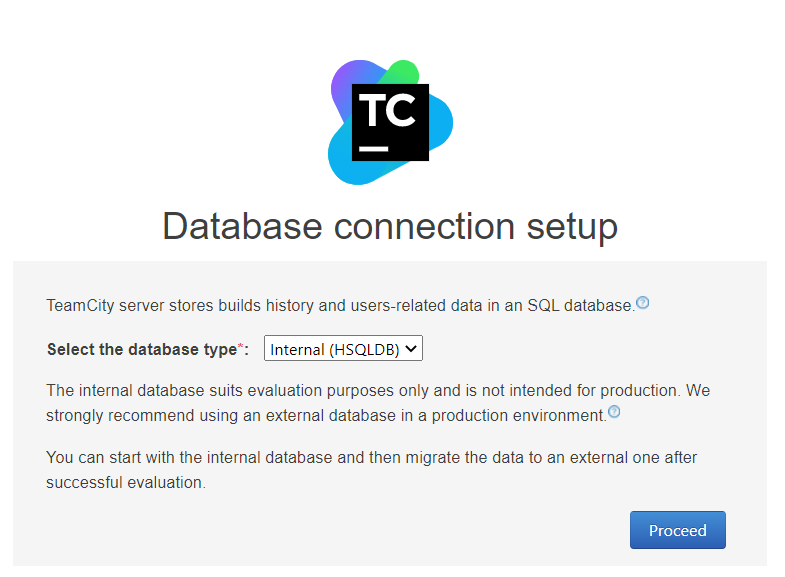 TC
Database connection setup
TeamCity server stores builds history and users-related data in an SQL database.?
Select the database type*: Internal (HSQLDB)
The internal database suits evaluation purposes only and is not intended for production. We
strongly recommend using an external database in a production environment.?
You can start with the internal database and then migrate the data to an external one after
successful evaluation.
Proceed